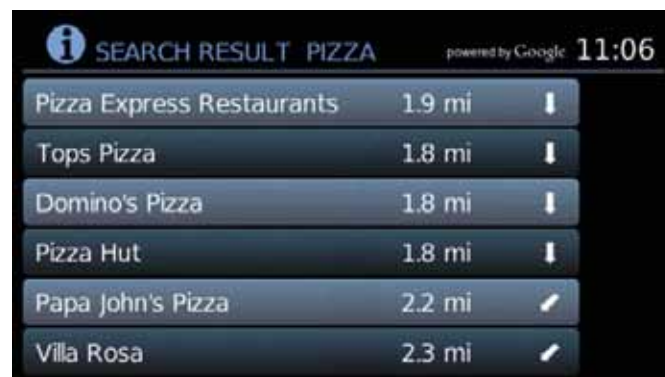 SEARCH RESULT PIZZA powered by Google 11:06
Pizza Express Restaurants 1.9 mi
Tops Pizza 1.8 mi
Domino's Pizza 1.8 mi
Pizza Hut 1.8 mi
Papa John's Pizza 2.2 mi
Villa Rosa 2.3 mi